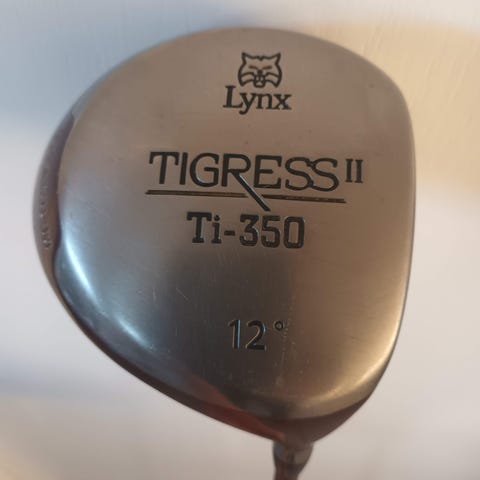 Lynx
TIGRESS II
Ti-350
12°